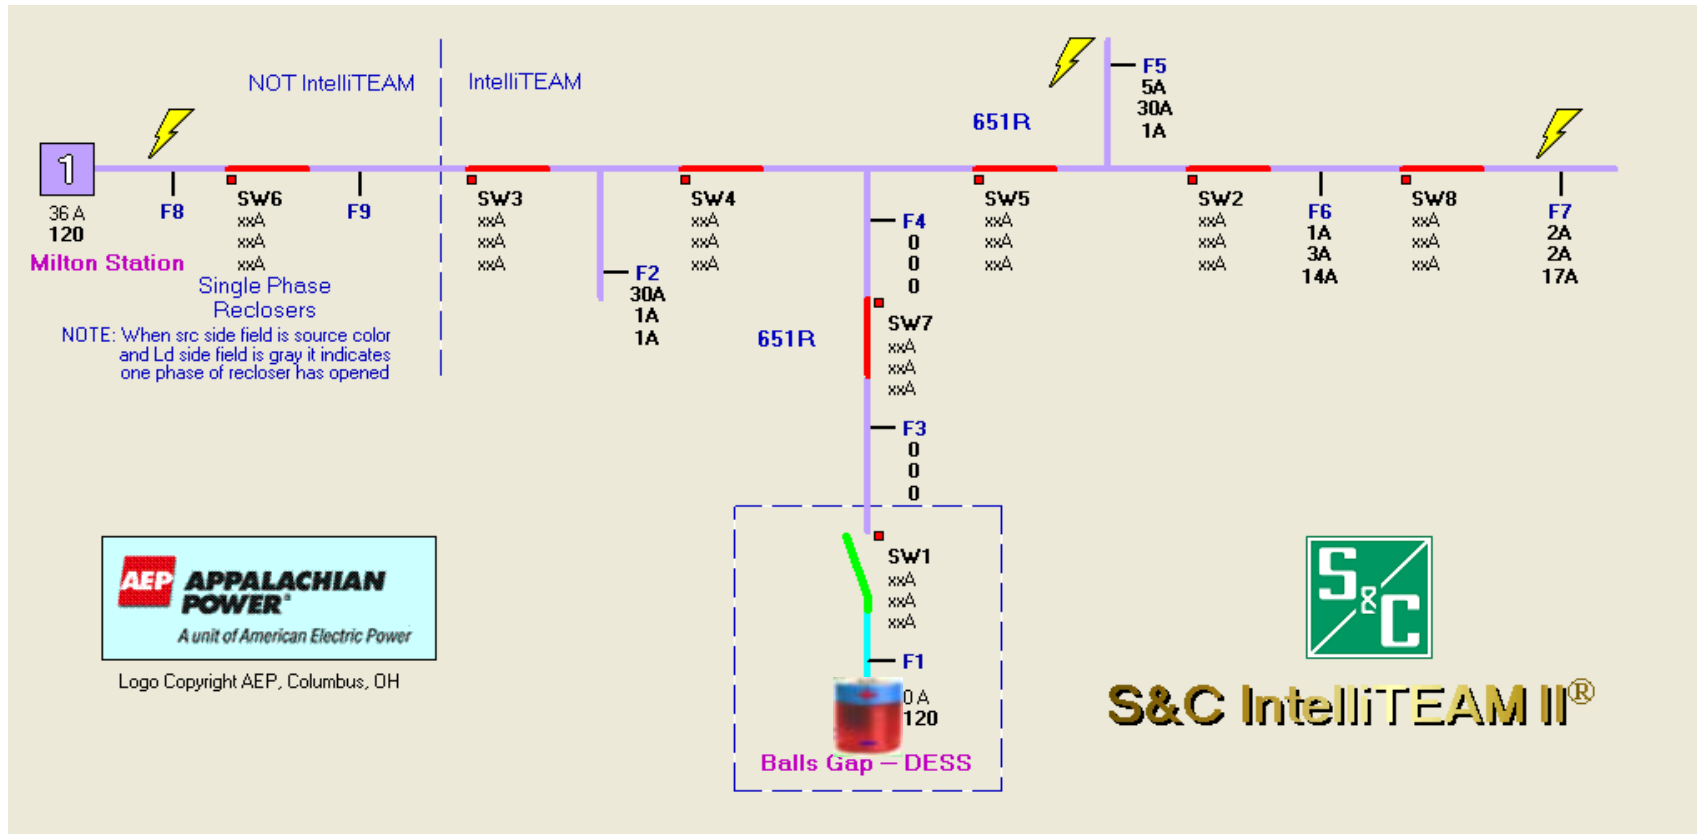 NOT IntelliTEAM
IntelliTEAM
1
36 A
120
Milton Station
F8
SW6
xxA
xxA
xxA
F9
Single Phase
Reclosers
NOTE: When src side field is source color
and Ld side field is gray it indicates
one phase of recloser has opened
SW3
xxA
xxA
xxA
F2
30A
1A
1A
SW4
xxA
xxA
xxA
651R
F4
0
0
0
SW7
xxA
xxA
xxA
F3
0
0
0
651R
SW5
xxA
xxA
xxA
F5
5A
30A
1A
SW2
xxA
xxA
xxA
F6
1A
3A
14A
SW8
xxA
xxA
xxA
F7
2A
2A
17A
SW1
xxA
xxA
xxA
F1
0 A
120
Balls Gap – DESS
AEP APPALACHIAN
POWER®
A unit of American Electric Power
Logo Copyright AEP, Columbus, OH
S&C
S&C IntelliTEAM II®